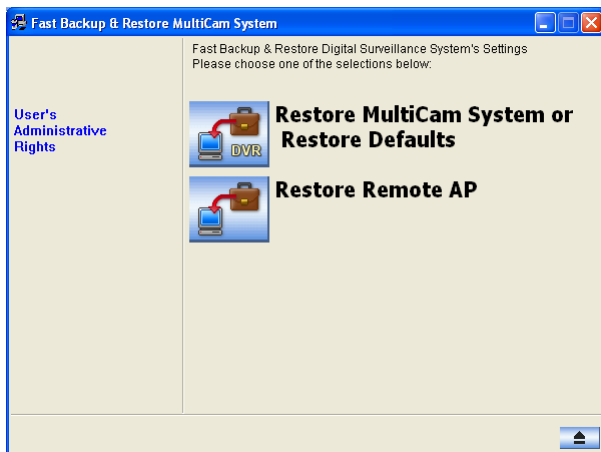 Fast Backup & Restore MultiCam System
Fast Backup & Restore Digital Surveillance System's Settings
Please choose one of the selections below:
User's
Administrative
Rights
DVR
Restore MultiCam System or
Restore Defaults
Restore Remote AP